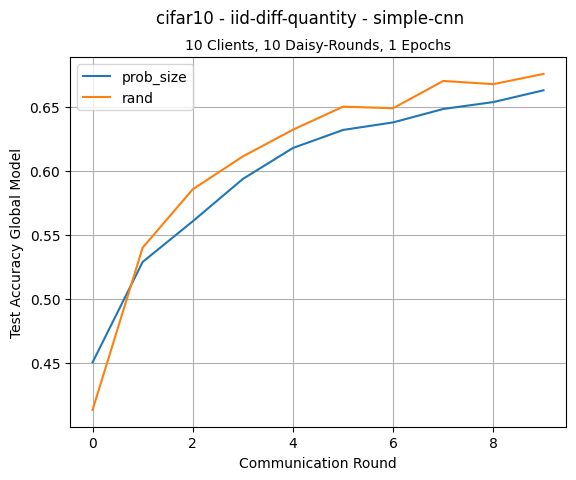 cifar10 - iid-diff-quantity - simple-cnn
10 Clients, 10 Daisy-Rounds, 1 Epochs
prob_size
rand
Test Accuracy Global Model
0.65
0.60
0.55
0.50
0.45
0 2 4 6 8
Communication Round